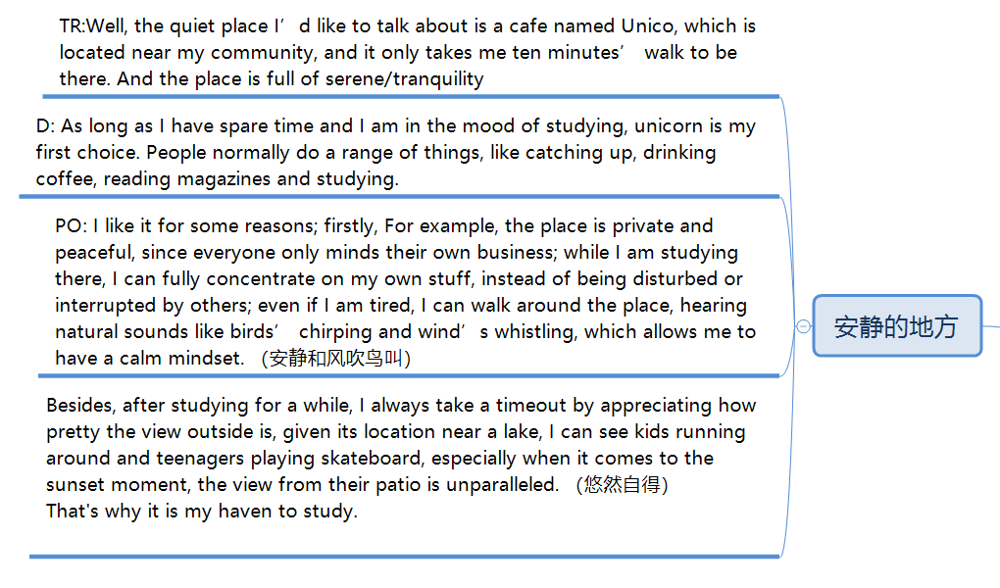 TR:Well, the quiet place I’d like to talk about is a cafe named Unico, which is
located near my community, and it only takes me ten minutes’ walk to be
there. And the place is full of serene/tranquility
D: As long as I have spare time and I am in the mood of studying, unicorn is my
first choice. People normally do a range of things, like catching up, drinking
coffee, reading magazines and studying.
PO: I like it for some reasons; firstly, For example, the place is private and
peaceful, since everyone only minds their own business; while I am studying
there, I can fully concentrate on my own stuff, instead of being disturbed or
interrupted by others; even if I am tired, I can walk around the place, hearing
natural sounds like birds’ chirping and wind’s whistling, which allows me to
have a calm mindset. （安静和风吹鸟叫）
Besides, after studying for a while, I always take a timeout by appreciating how
pretty the view outside is, given its location near a lake, I can see kids running
around and teenagers playing skateboard, especially when it comes to the
sunset moment, the view from their patio is unparalleled. （悠然自得）
That's why it is my haven to study.
安静的地方